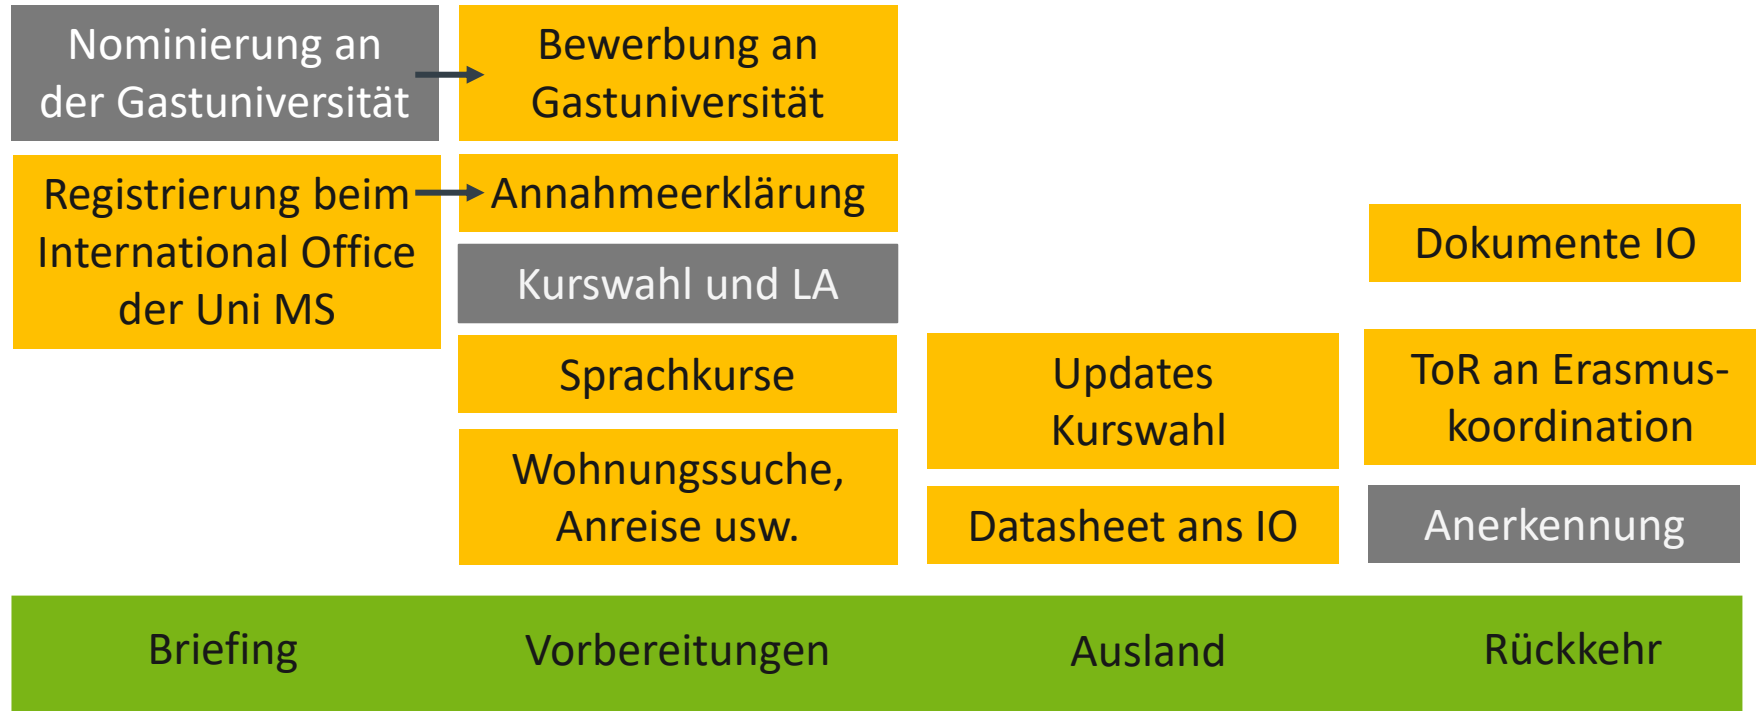 Nominierung an
der Gastuniversität
Registrierung beim
International Office
der Uni MS
Bewerbung an
Gastuniversität
Annahmeerklärung
Kurswahl und LA
Sprachkurse
Wohnungssuche,
Anreise usw.
Updates
Kurswahl
Datasheet ans IO
Dokumente IO
ToR an Erasmus-
koordination
Anerkennung
Briefing
Vorbereitungen
Ausland
Rückkehr